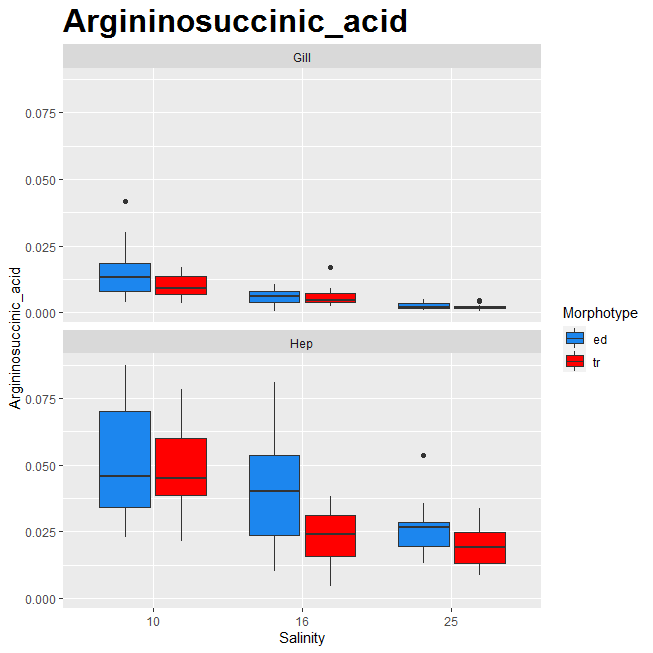 Argininosuccinic_acid
Gill
0.075
0.050
0.025
0.000
Argininosuccinic_acid
Hep
0.075
0.050
0.025
0.000
10
16
25
Salinity
Morphotype
ed
tr